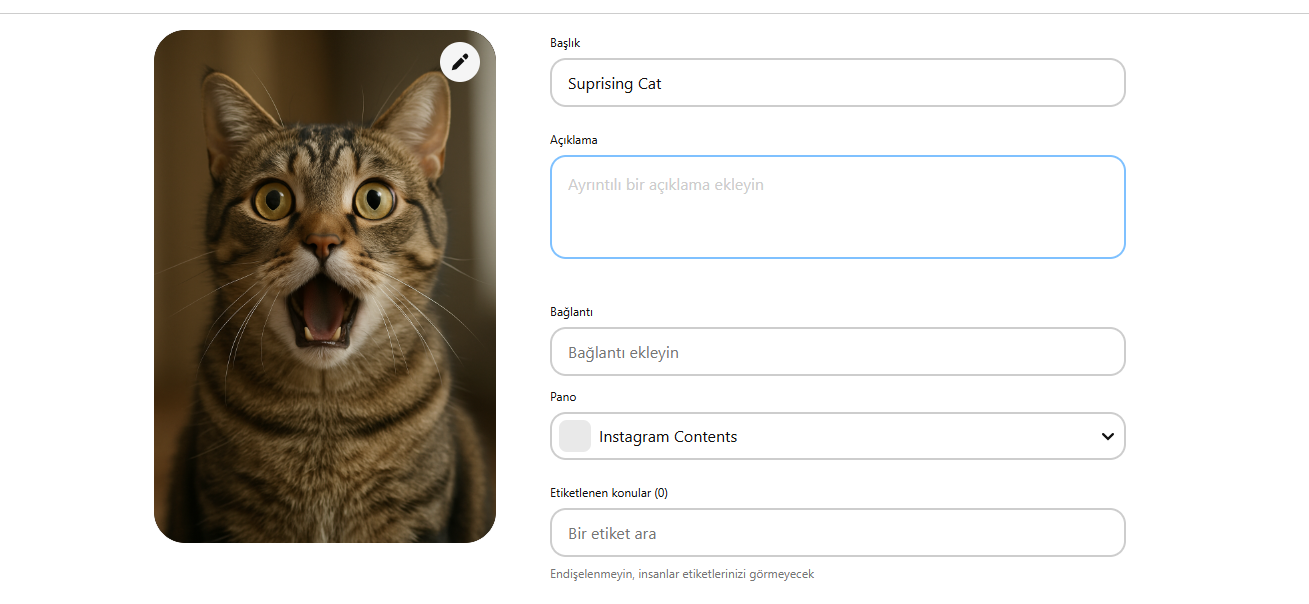 Başlık
Suprising Cat
Açıklama
Ayrıntılı bir açıklama ekleyin
Bağlantı
Bağlantı ekleyin
Pano
Instagram Contents
Etiketlenen konular (0)
Bir etiket ara
Endişelenmeyin, insanlar etiketlerinizi görmeyecek